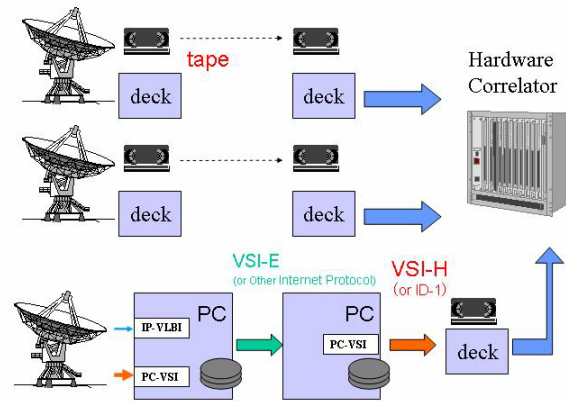 tape
deck
deck
Hardware
Correlator
deck
deck
VSI-E
(or Other Internet Protocol)
VSI-H
(or ID-1)
IP-VLBI
PC
PC-VSI
PC
PC-VSI
deck